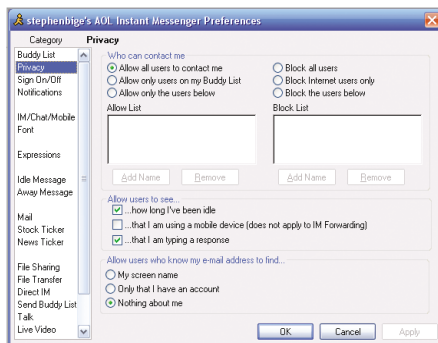 stephenbige's AOL Instant Messenger Preferences
Category
Privacy
Buddy List
Privacy
Sign On/Off
Notifications
IM/Chat/Mobile
Font
Expressions
Idle Message
Away Message
Mail
Stock Ticker
News Ticker
File Sharing
File Transfer
Direct IM
Send Buddy List
Talk
Live Video
Who can contact me
Allow all users to contact me
Allow only users on my Buddy List
Allow only the users below
Block all users
Block Internet users only
Block the users below
Allow List
Block List
Add Name Remove
Add Name Remove
Allow users to see...
...how long I've been idle
...that I am using a mobile device (does not apply to IM Forwarding)
...that I am typing a response
Allow users who know my e-mail address to find...
My screen name
Only that I have an account
Nothing about me
OK Cancel Apply